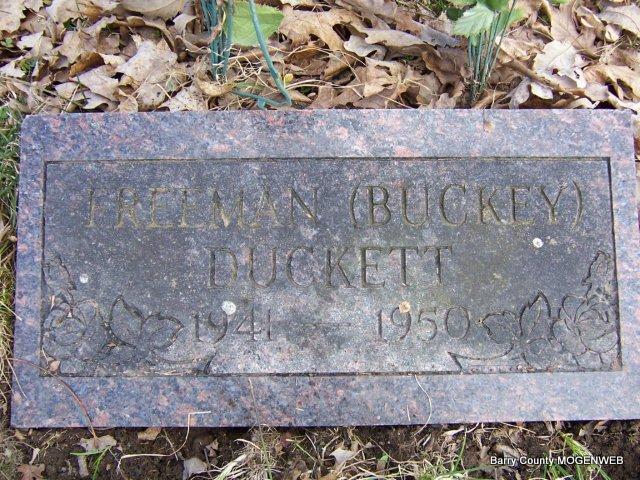 FREEMAN (BUCKEY)
DUCKETT
1941 — 1950
Barry County MOGENWEB